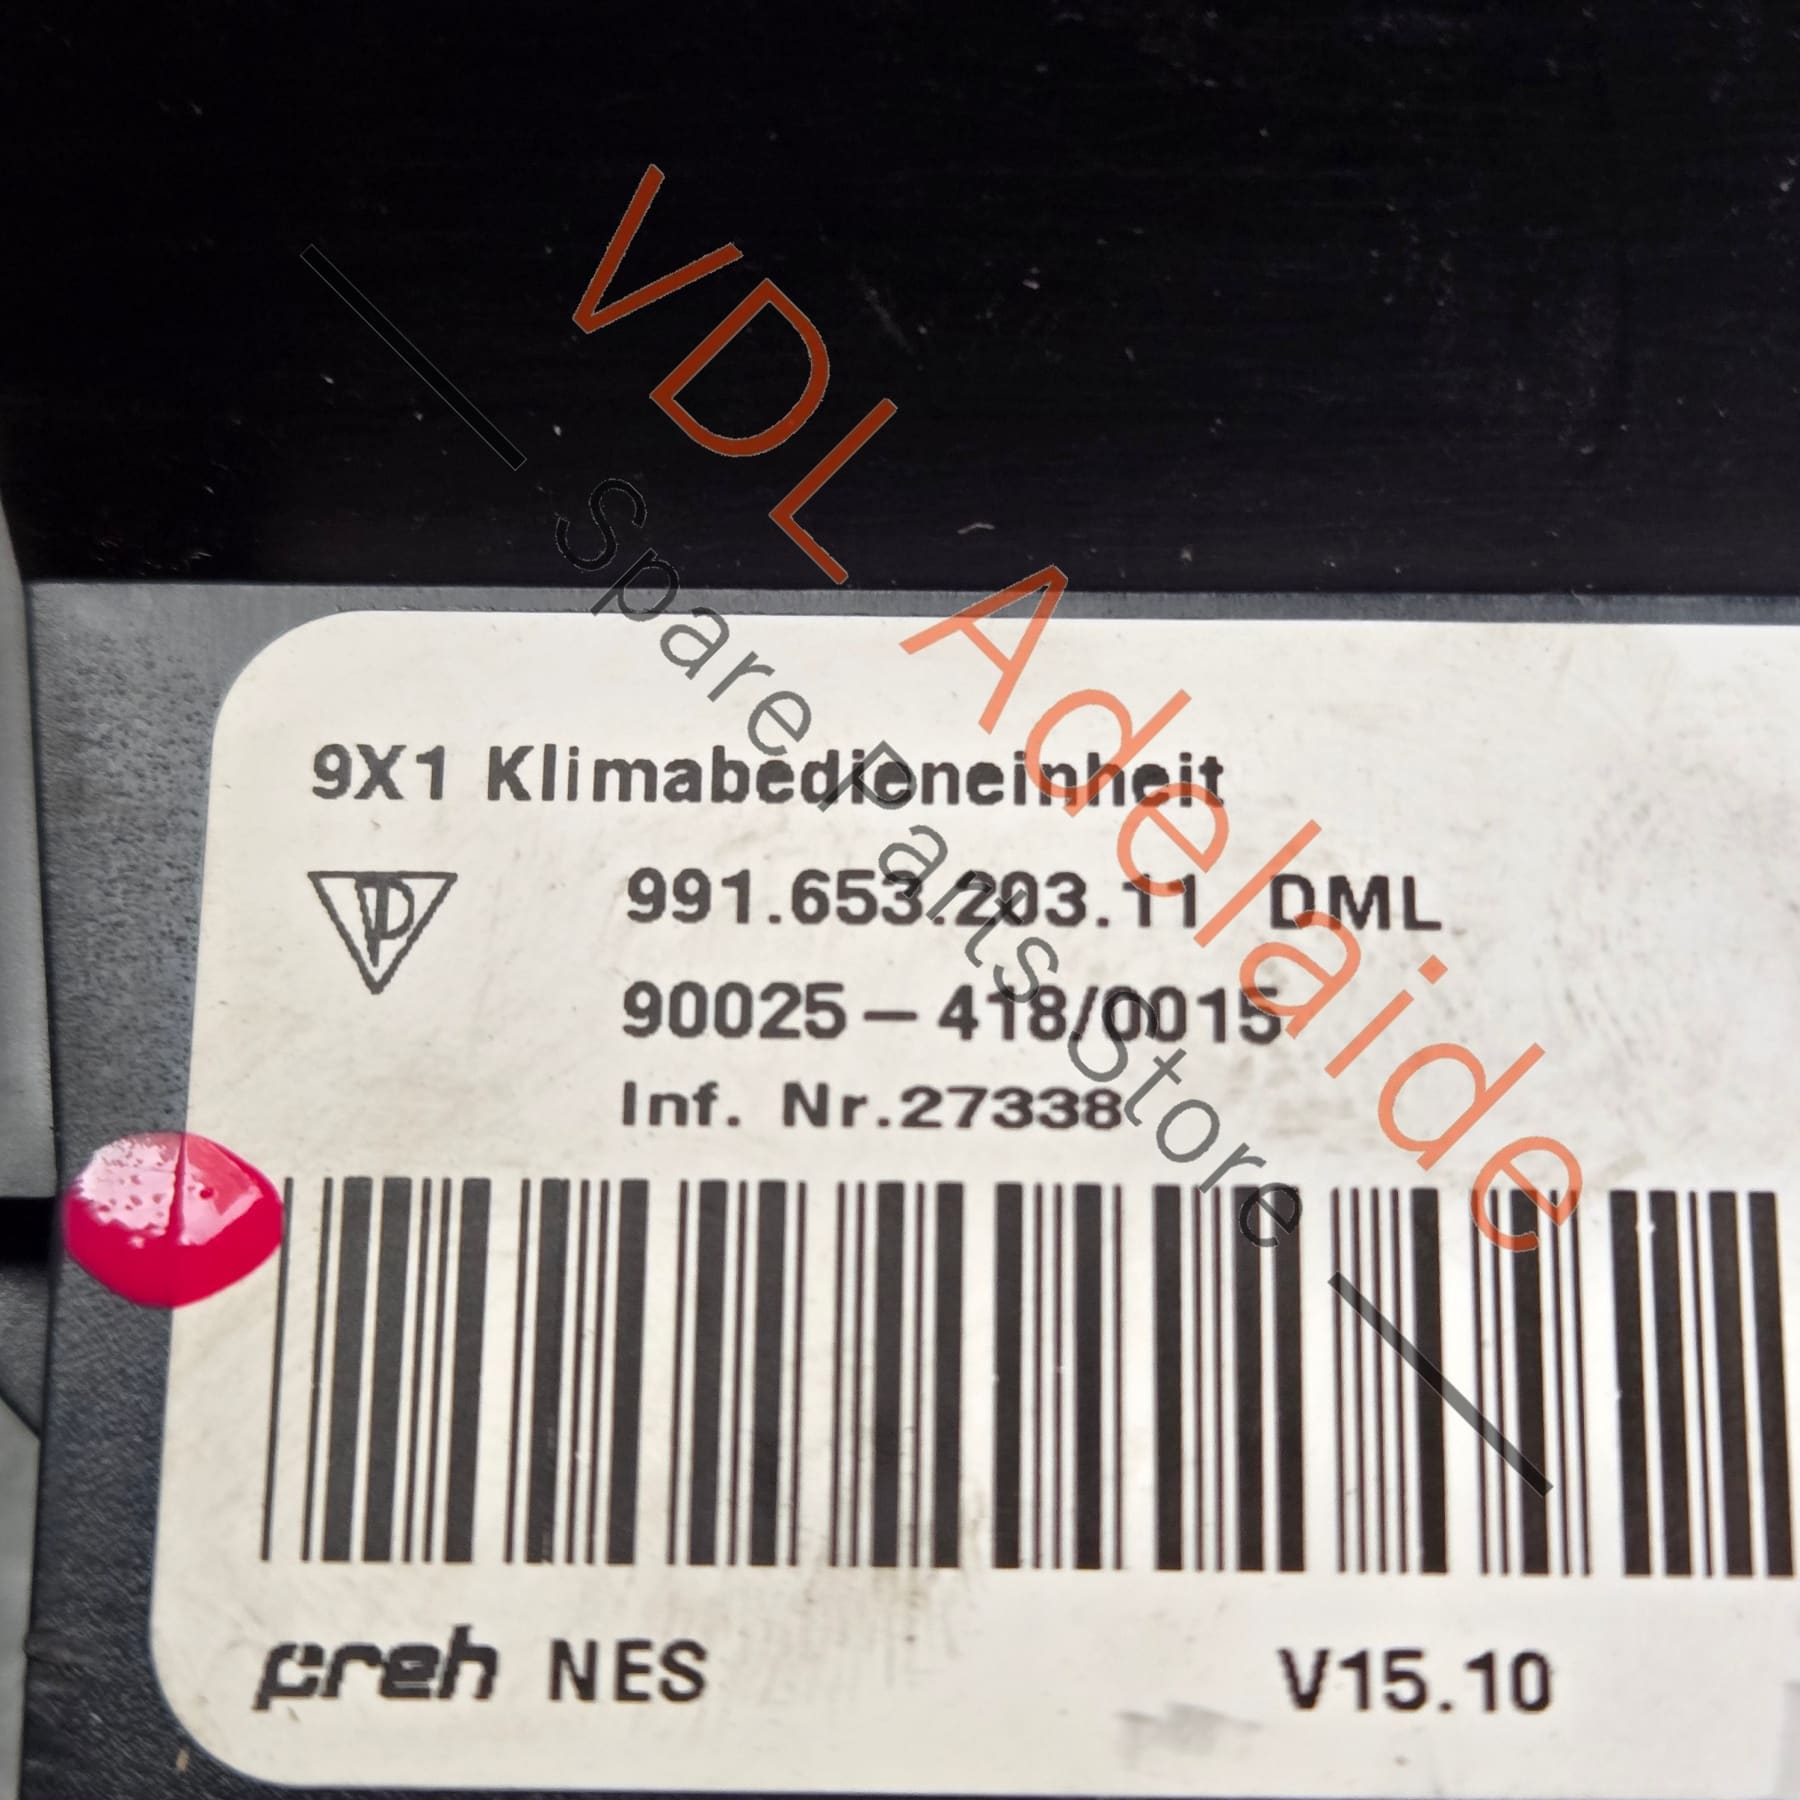 VDL Adelaide
Spare Parts Store
9X1 Klimabedieneinheit
991.653.203.11 DML
90025-418/0015
Inf. Nr.27338
preh NES
V15.10